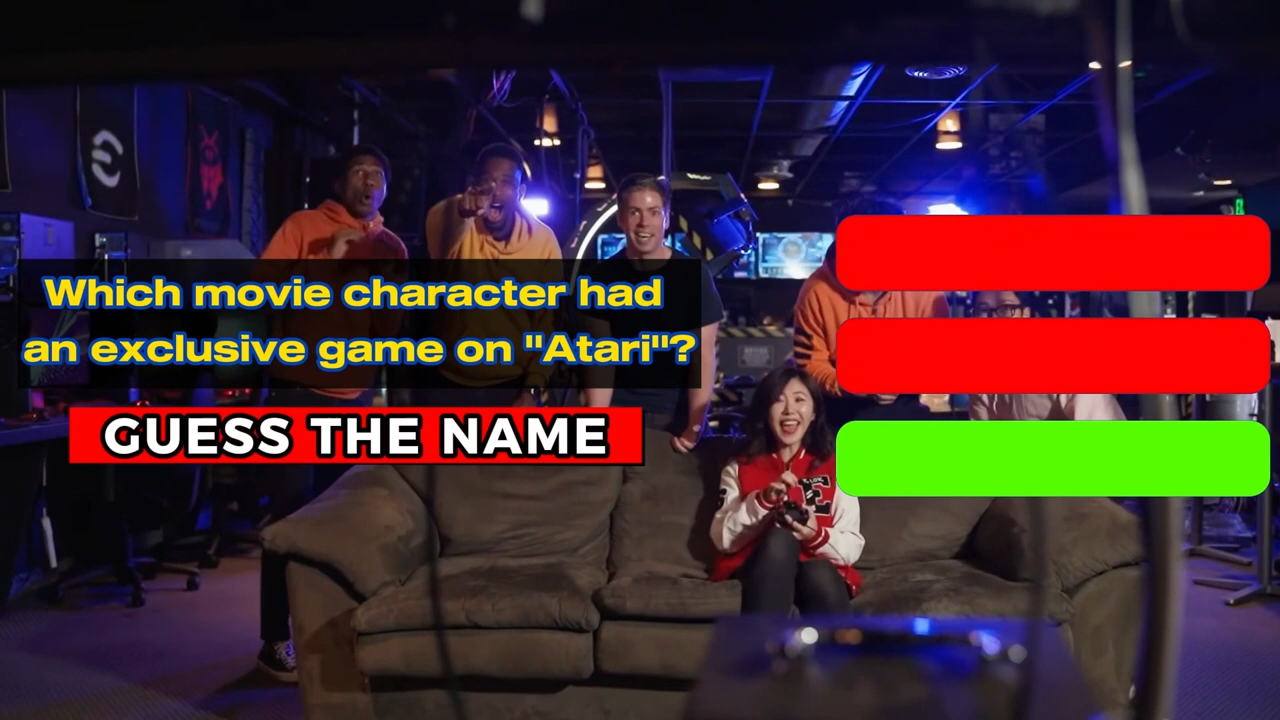 Which movie character had
an exclusive game on "Atari"?
GUESS THE NAME
E